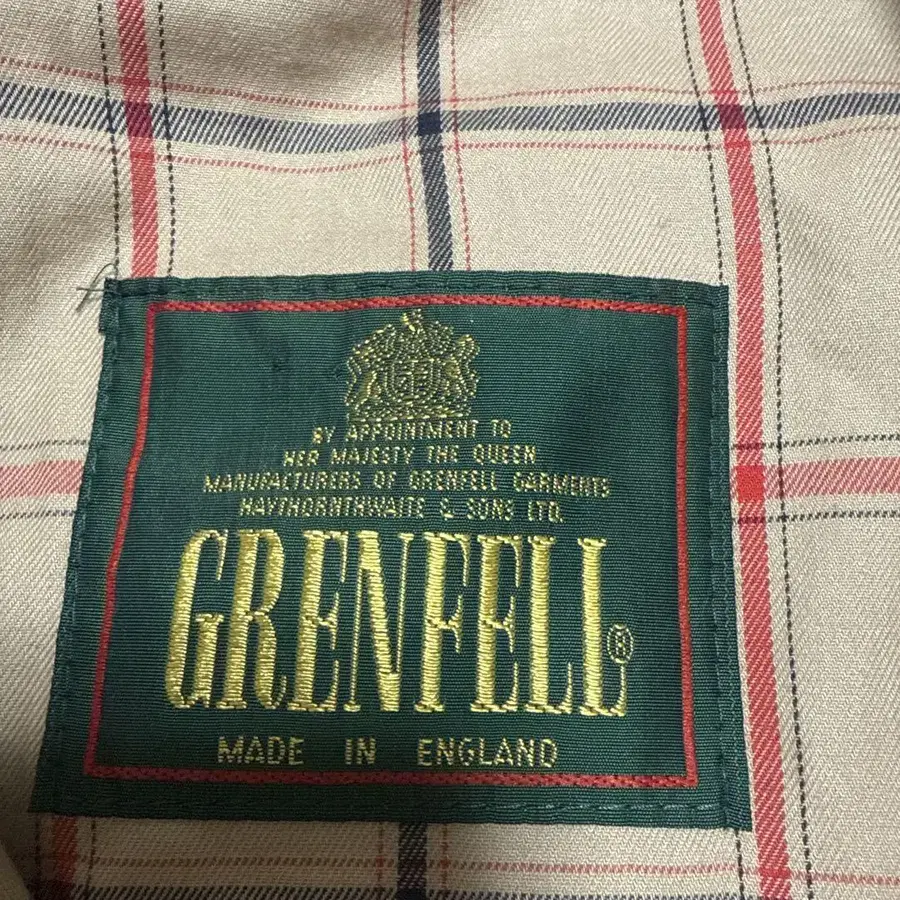 BY APPOINTMENT TO
HER MAJESTY THE QUEEN
MANUFACTURERS OF GRENFELL GARMENTS
HAYTHORNTHWAITE & SONS LTD.
GRENFELL®
MADE IN ENGLAND